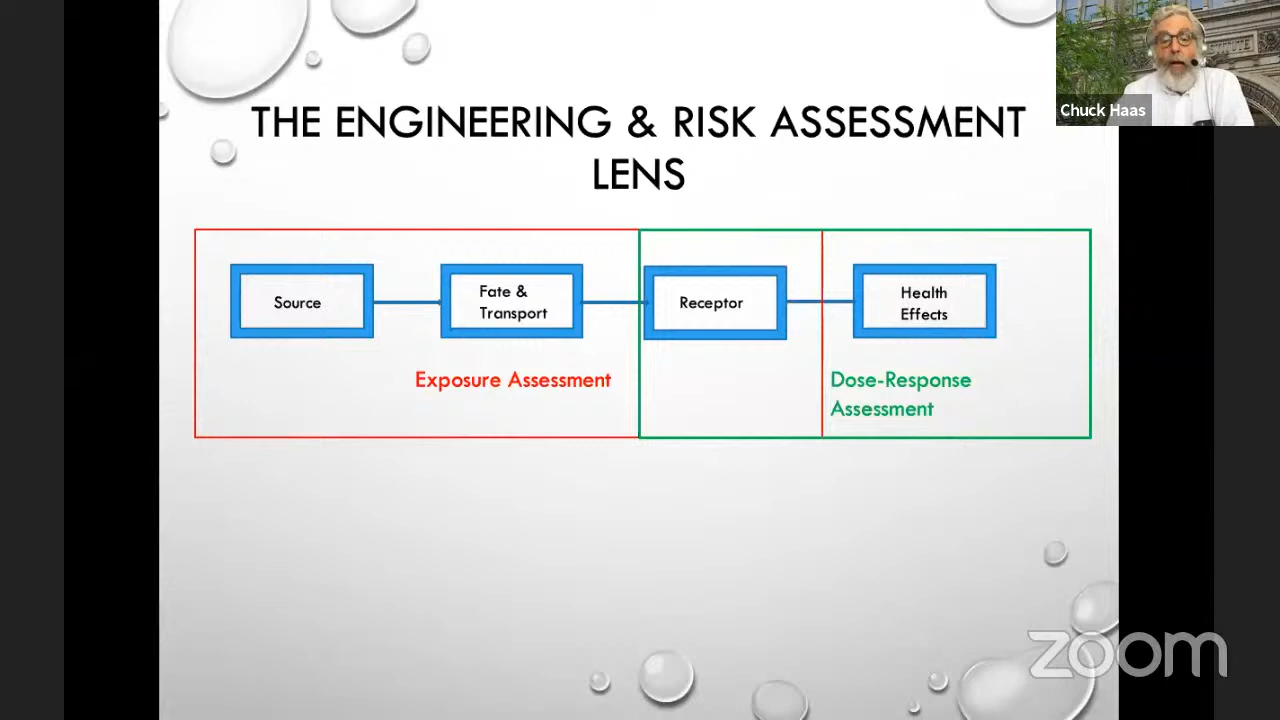 THE ENGINEERING & RISK ASSESSMENT
LENS
Chuck Haas
Source
Fate &
Transport
Receptor
Health
Effects
Exposure Assessment
Dose-Response
Assessment
zoom